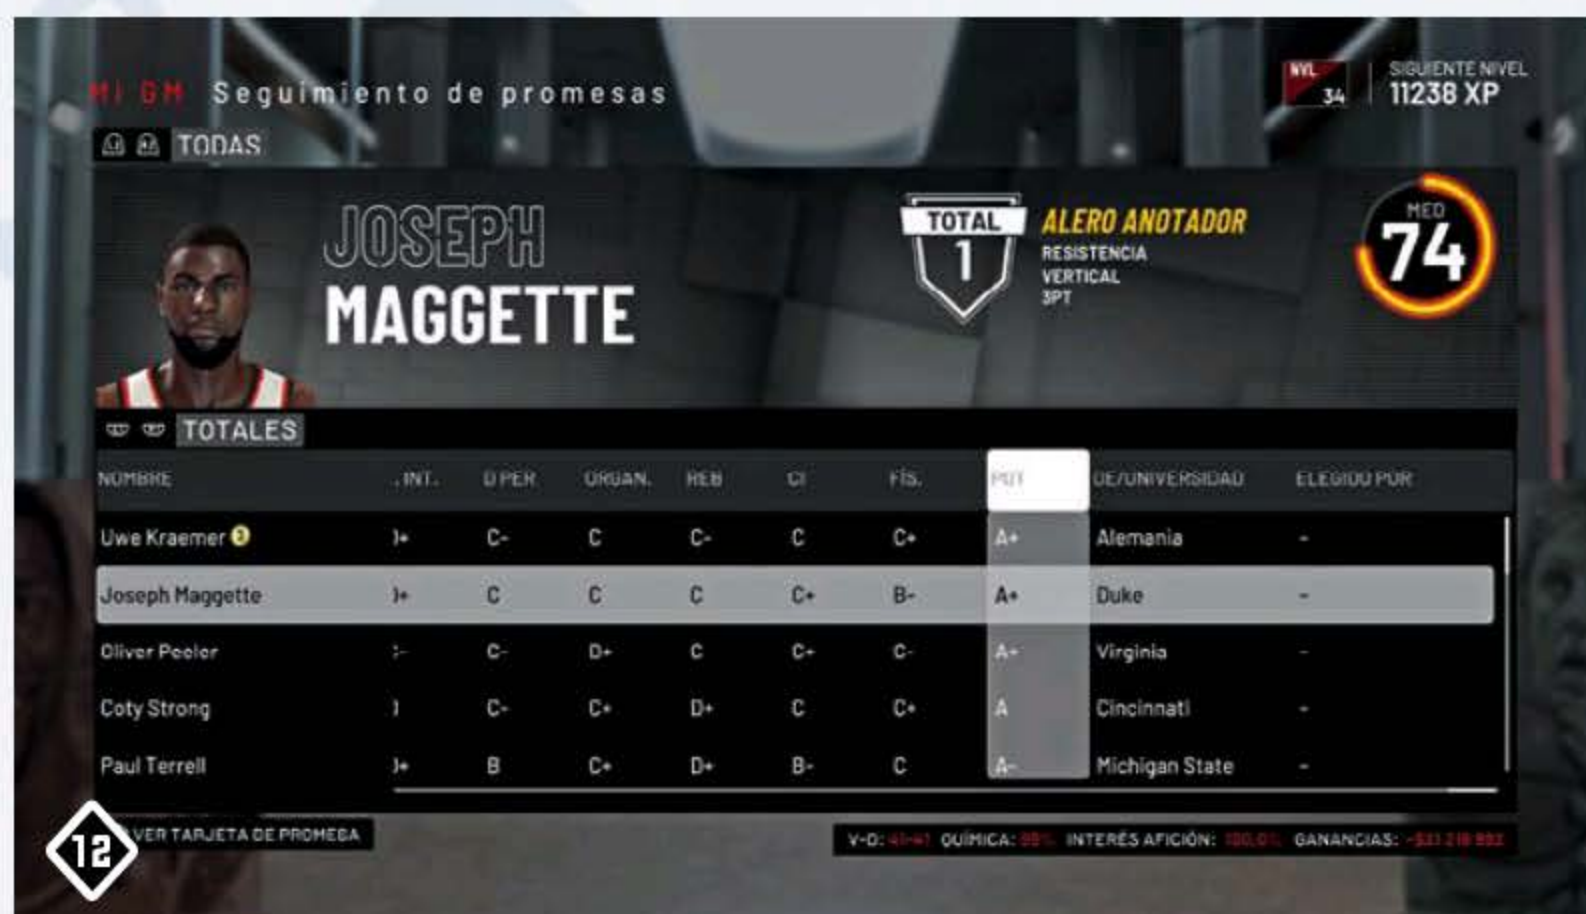 Mi GM Seguimiento de promesas
NVL 34
SIGUIENTE NIVEL
11238 XP
TODAS
JOSEPH
MAGGETTE
TOTAL
1
ALERO ANOTADOR
RESISTENCIA
VERTICAL
3PT
MED
74
TOTALES
NOMBRE . INT. D PER ORGAN. REB CI FÍS. POT DE/UNIVERSIDAD ELEGIDO POR
Uwe Kraemer C- C C- C C+ A+ Alemania -
Joseph Maggette C C C C+ B- A+ Duke -
Oliver Peeler C- D+ C C+ C- Virginia -
Coty Strong C- C+ D+ C C+ A Cincinnati -
Paul Terrell B C+ D+ B- C A- Michigan State -
12
VER TARJETA DE PROMESA
V-D: 41-41 QUÍMICA: INTERÉS AFICIÓN: GANANCIAS: